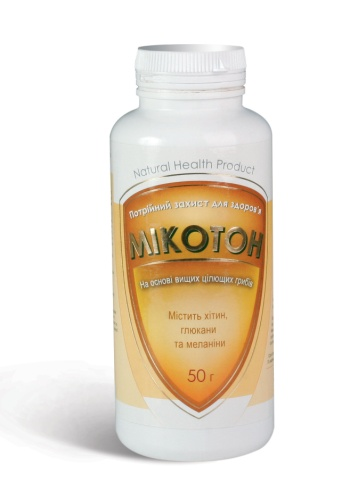 Natural Health Product
Потрійний захист для здоров'я
МІКОТОН
На основі вищих цілющих грибів
Містить хітин,
глюкани
та меланіни
50 г